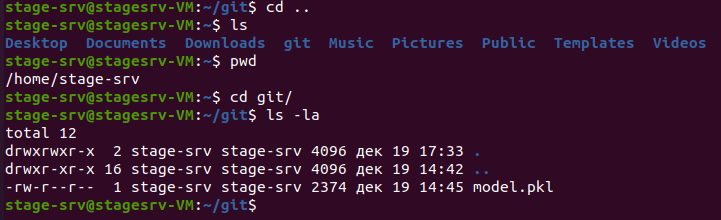 stage-srv@stagesrv-VM:~/git$ cd ..
stage-srv@stagesrv-VM:~$ ls
Desktop Documents Downloads git Music Pictures Public Templates Videos
stage-srv@stagesrv-VM:~$ pwd
/home/stage-srv
stage-srv@stagesrv-VM:~$ cd git/
stage-srv@stagesrv-VM:~/git$ ls -la
total 12
drwxrwxr-x 2 stage-srv stage-srv 4096 дек 19 17:33 .
drwxr-xr-x 16 stage-srv stage-srv 4096 дек 19 14:42 ..
-rw-r--r-- 1 stage-srv stage-srv 2374 дек 19 14:45 model.pkl
stage-srv@stagesrv-VM:~/git$